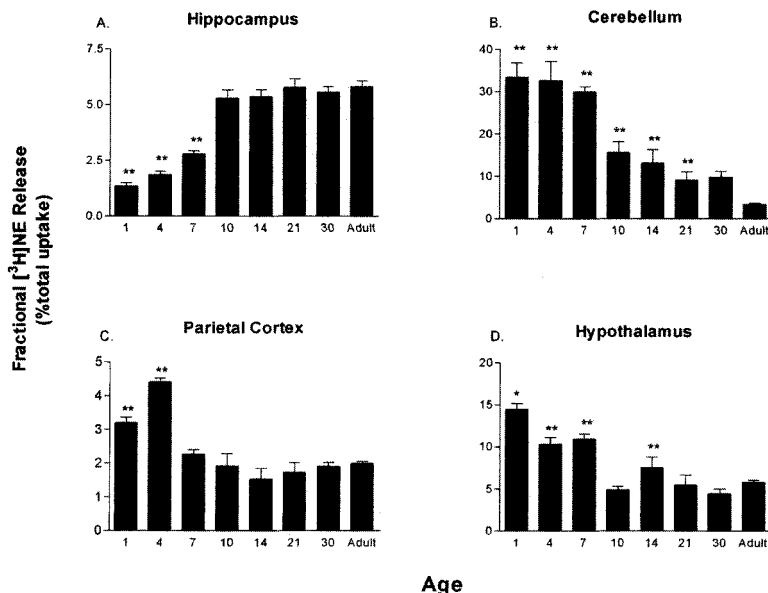 A.
Hippocampus
7.5
5.0
2.5
0.0
**
**
**
1 4 7 10 14 21 30 Adult
B.
Cerebellum
40
30
20
10
0
**
**
**
**
**
**
1 4 7 10 14 21 30 Adult
Fractional [³H]NE Release
(%total uptake)
C.
Parietal Cortex
5
4
3
2
1
0
**
**
1 4 7 10 14 21 30 Adult
D.
Hypothalamus
20
15
10
5
0
*
**
**
**
1 4 7 10 14 21 30 Adult
Age